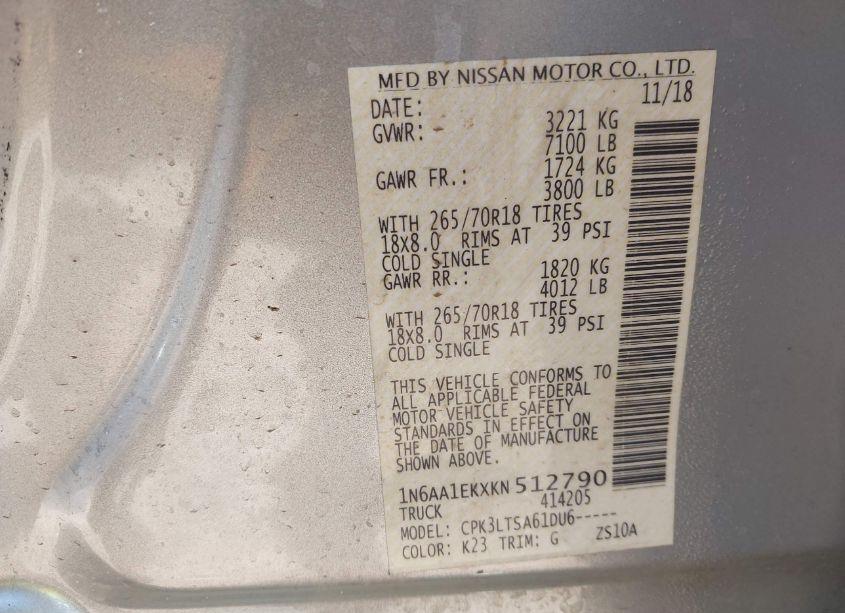 MFD BY NISSAN MOTOR CO., LTD.
DATE: 11/18
GVWR: 3221 KG
7100 LB
GAWR FR.: 1724 KG
3800 LB
WITH 265/70R18 TIRES
18x8.0 RIMS AT 39 PSI
COLD SINGLE
GAWR RR.: 1820 KG
4012 LB
WITH 265/70R18 TIRES
18x8.0 RIMS AT 39 PSI
COLD SINGLE
THIS VEHICLE CONFORMS TO
ALL APPLICABLE FEDERAL
MOTOR VEHICLE SAFETY
STANDARDS IN EFFECT ON
THE DATE OF MANUFACTURE
SHOWN ABOVE.
1N6AA1EKXKN512790
TRUCK 414205
MODEL: CPK3LTSA61DU6-----
COLOR: K23 TRIM: G ZS10A